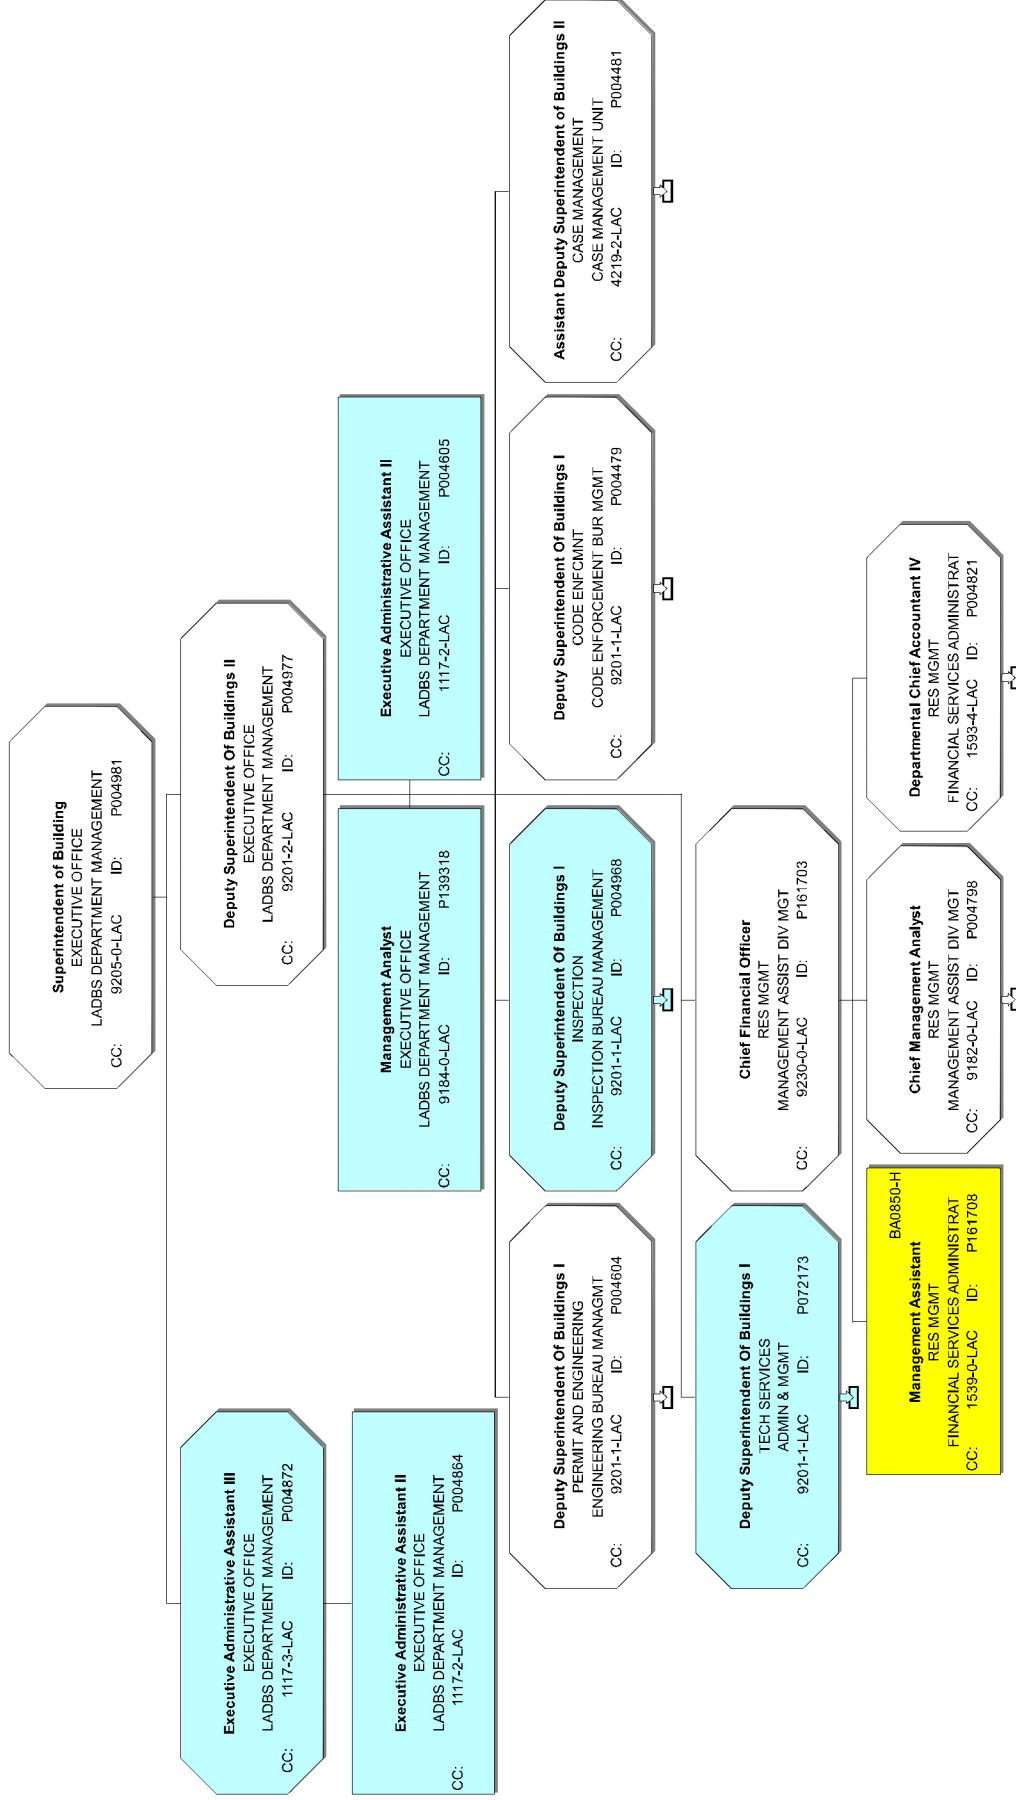 Superintendent of Building
EXECUTIVE OFFICE
LADBS DEPARTMENT MANAGEMENT
CC: 9205-0-LAC ID: P004981
Executive Administrative Assistant III
EXECUTIVE OFFICE
LADBS DEPARTMENT MANAGEMENT
CC: 1117-3-LAC ID: P004872
Deputy Superintendent Of Buildings II
EXECUTIVE OFFICE
LADBS DEPARTMENT MANAGEMENT
CC: 9201-2-LAC ID: P004977
Executive Administrative Assistant II
EXECUTIVE OFFICE
LADBS DEPARTMENT MANAGEMENT
CC: 1117-2-LAC ID: P004864
Management Analyst
EXECUTIVE OFFICE
LADBS DEPARTMENT MANAGEMENT
CC: 9184-0-LAC ID: P139318
Executive Administrative Assistant II
EXECUTIVE OFFICE
LADBS DEPARTMENT MANAGEMENT
CC: 1117-2-LAC ID: P004605
Deputy Superintendent Of Buildings I
PERMIT AND ENGINEERING
ENGINEERING BUREAU MANAGMT
CC: 9201-1-LAC ID: P004604
Deputy Superintendent Of Buildings I
INSPECTION
INSPECTION BUREAU MANAGEMENT
CC: 9201-1-LAC ID: P004968
Deputy Superintendent Of Buildings I
CODE ENFCMNT
CODE ENFORCEMENT BUR MGMT
CC: 9201-1-LAC ID: P004479
Assistant Deputy Superintendent of Buildings II
CASE MANAGEMENT
CASE MANAGEMENT UNIT
CC: 4219-2-LAC ID: P004481
Deputy Superintendent Of Buildings I
TECH SERVICES
ADMIN & MGMT
CC: 9201-1-LAC ID: P072173
Chief Financial Officer
RES MGMT
MANAGEMENT ASSIST DIV MGT
CC: 9230-0-LAC ID: P161703
BA0850-H
Management Assistant
RES MGMT
FINANCIAL SERVICES ADMINISTRAT
CC: 1539-0-LAC ID: P161708
Chief Management Analyst
RES MGMT
MANAGEMENT ASSIST DIV MGT
CC: 9182-0-LAC ID: P004798
Departmental Chief Accountant IV
RES MGMT
FINANCIAL SERVICES ADMINISTRAT
CC: 1593-4-LAC ID: P004821